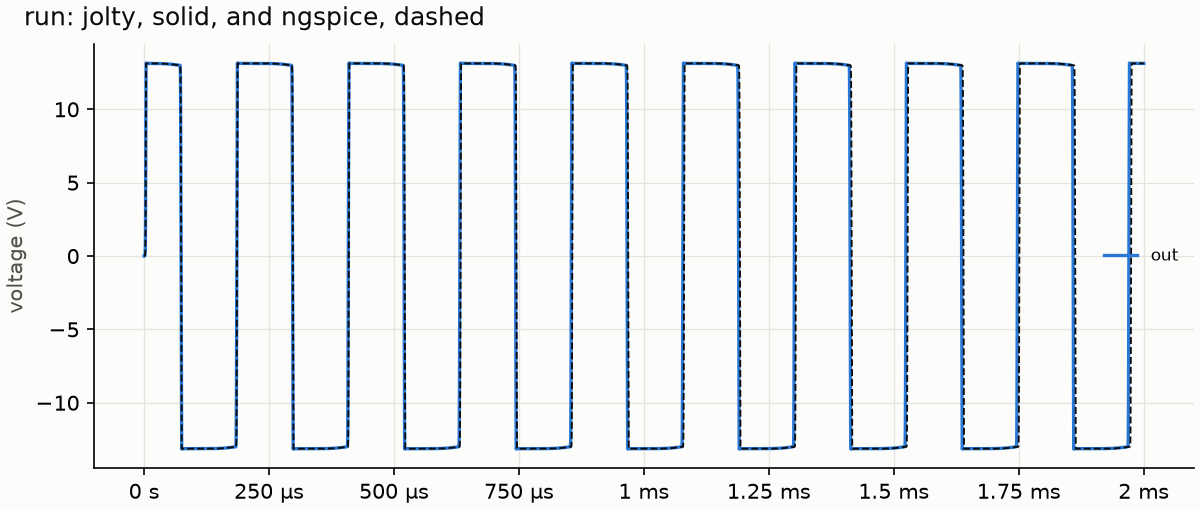 run: jolty, solid, and ngspice, dashed
voltage (V)
10
5
0
−5
−10
out
0 s
250 µs
500 µs
750 µs
1 ms
1.25 ms
1.5 ms
1.75 ms
2 ms